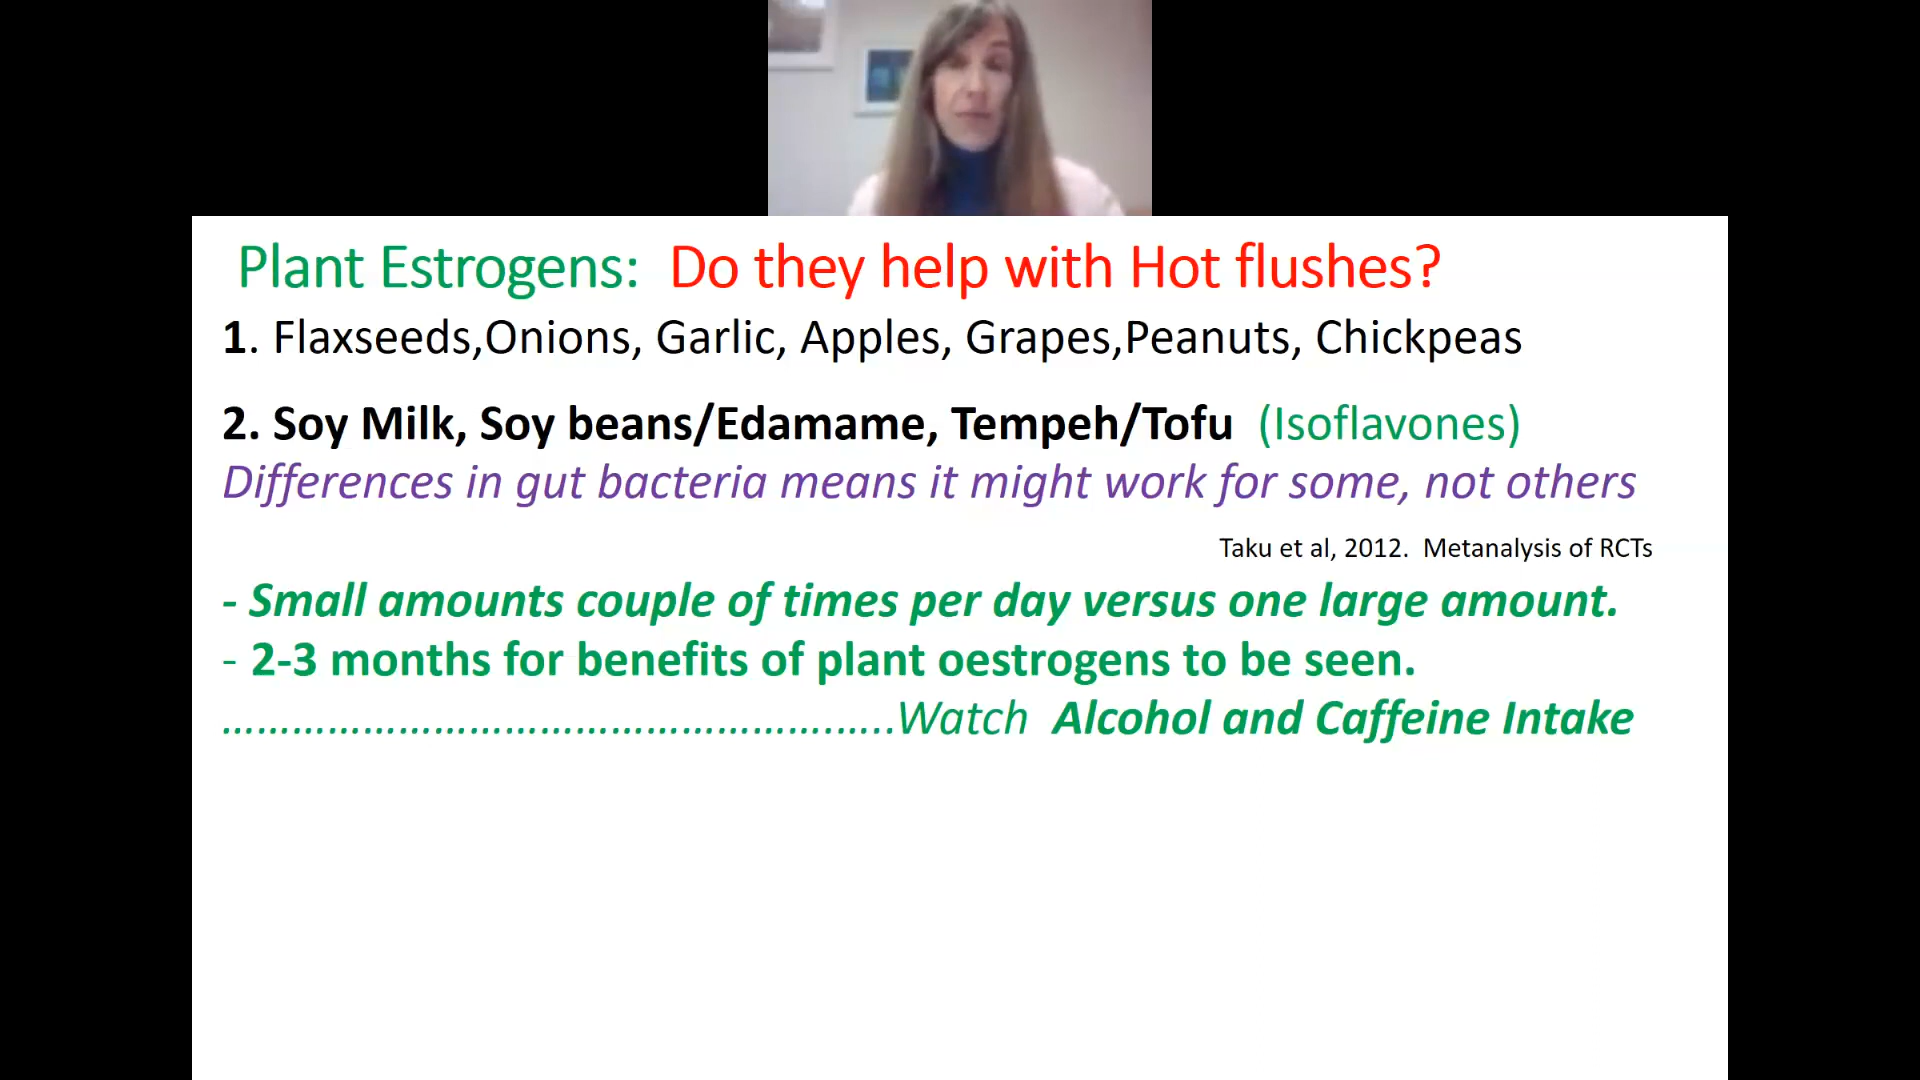 Plant Estrogens: Do they help with Hot flushes?
1. Flaxseeds,Onions, Garlic, Apples, Grapes,Peanuts, Chickpeas
2. Soy Milk, Soy beans/Edamame, Tempeh/Tofu (Isoflavones)
Differences in gut bacteria means it might work for some, not others
Taku et al, 2012. Metanalysis of RCTs
- Small amounts couple of times per day versus one large amount.
- 2-3 months for benefits of plant oestrogens to be seen.
…………………………………………….…..Watch Alcohol and Caffeine Intake